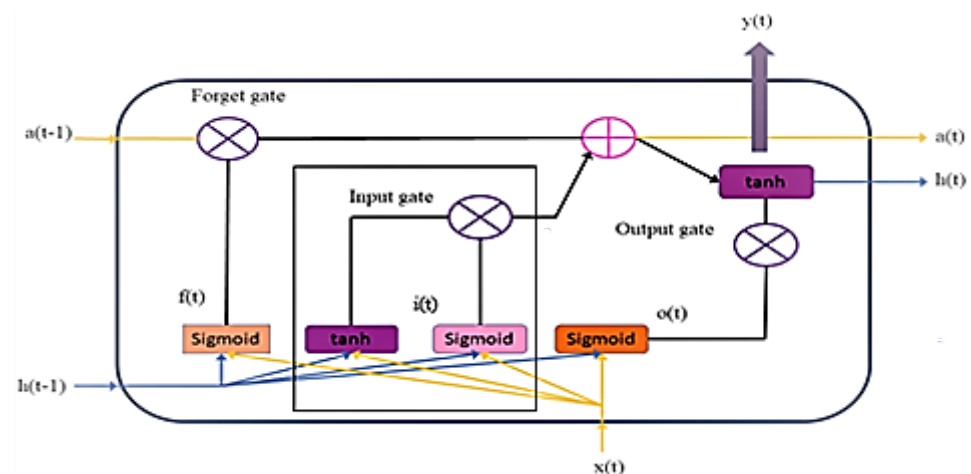 y(t)
Forget gate
a(t-1)
a(t)
tanh
h(t)
Input gate
Output gate
f(t)
i(t)
o(t)
Sigmoid
tanh
Sigmoid
Sigmoid
h(t-1)
x(t)